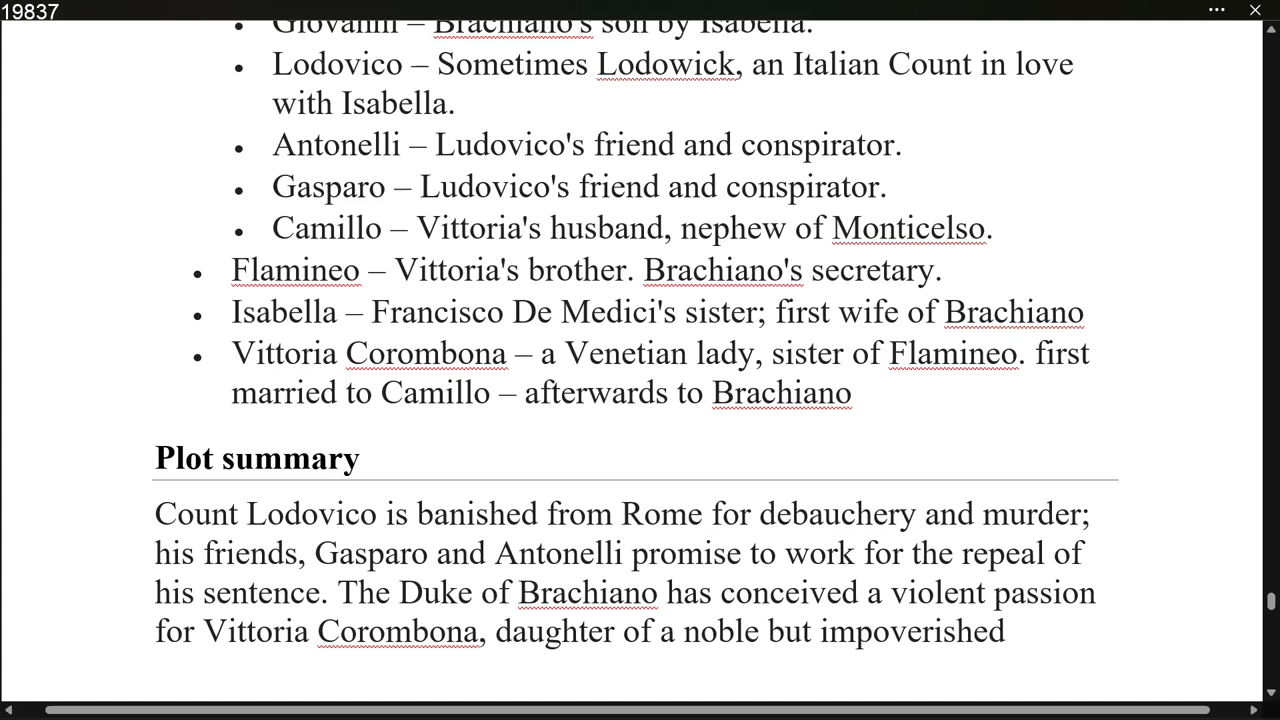 19837
Giovanni – Brachiano's son by Isabella.
Lodovico – Sometimes Lodowick, an Italian Count in love
with Isabella.
Antonelli – Ludovico's friend and conspirator.
Gasparo – Ludovico's friend and conspirator.
Camillo – Vittoria's husband, nephew of Monticelso.
Flamineo – Vittoria's brother. Brachiano's secretary.
Isabella – Francisco De Medici's sister; first wife of Brachiano
Vittoria Corombona – a Venetian lady, sister of Flamineo. first
married to Camillo – afterwards to Brachiano
Plot summary
Count Lodovico is banished from Rome for debauchery and murder;
his friends, Gasparo and Antonelli promise to work for the repeal of
his sentence. The Duke of Brachiano has conceived a violent passion
for Vittoria Corombona, daughter of a noble but impoverished